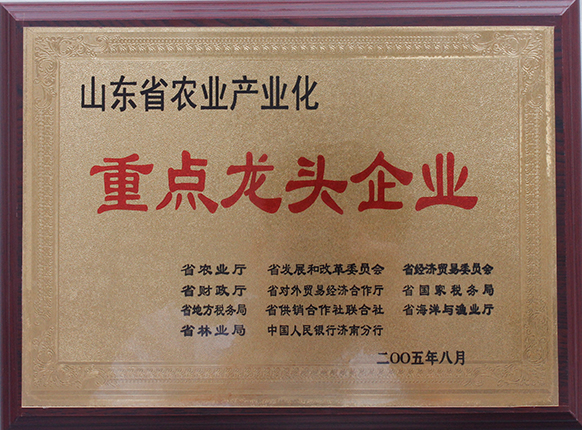 山东省农业产业化
重点龙头企业
省农业厅 省发展和改革委员会 省经济贸易委员会
省财政厅 省对外贸易经济合作厅 省国家税务局
省地方税务局 省供销合作社联合社 省海洋与渔业厅
省林业局 中国人民银行济南分行
二〇〇五年八月